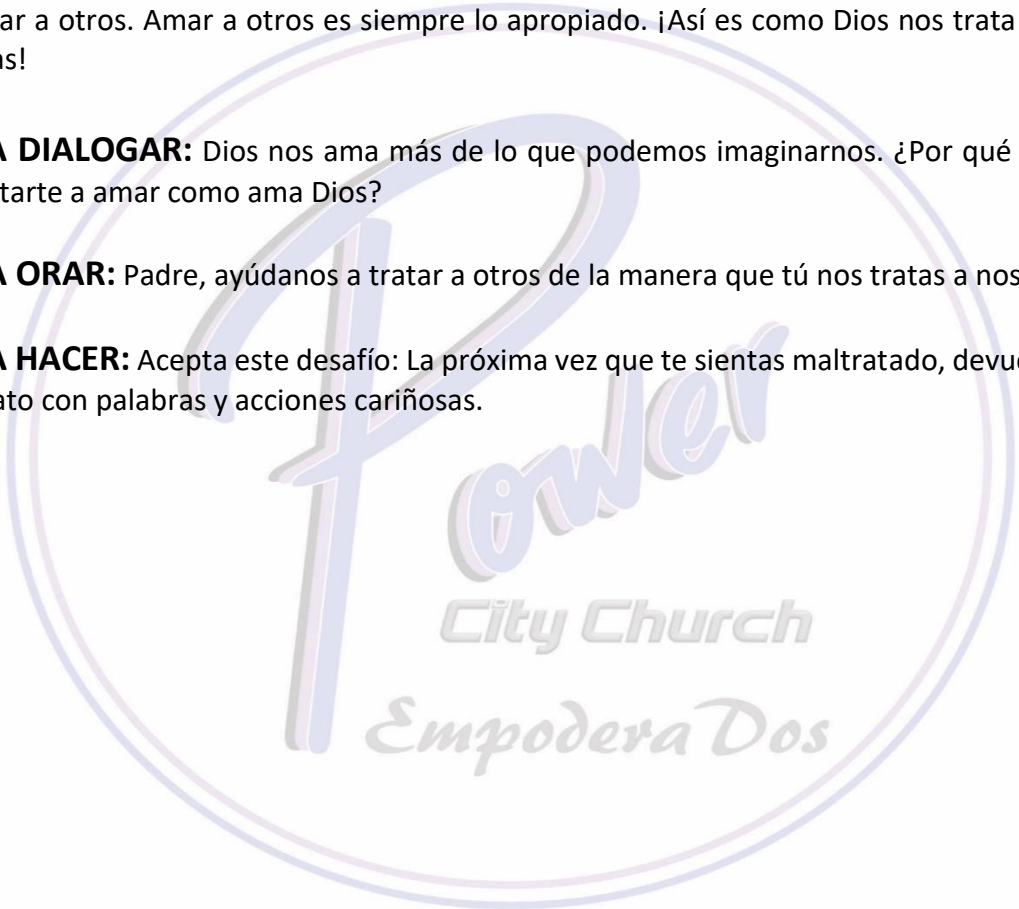 ar a otros. Amar a otros es siempre lo apropiado. ¡Así es como Dios nos trata
as!
A DIALOGAR: Dios nos ama más de lo que podemos imaginarnos. ¿Por qué
tarte a amar como ama Dios?
A ORAR: Padre, ayúdanos a tratar a otros de la manera que tú nos tratas a nos
A HACER: Acepta este desafío: La próxima vez que te sientas maltratado, devue
ato con palabras y acciones cariñosas.
Power
City Church
EmpoderaDos